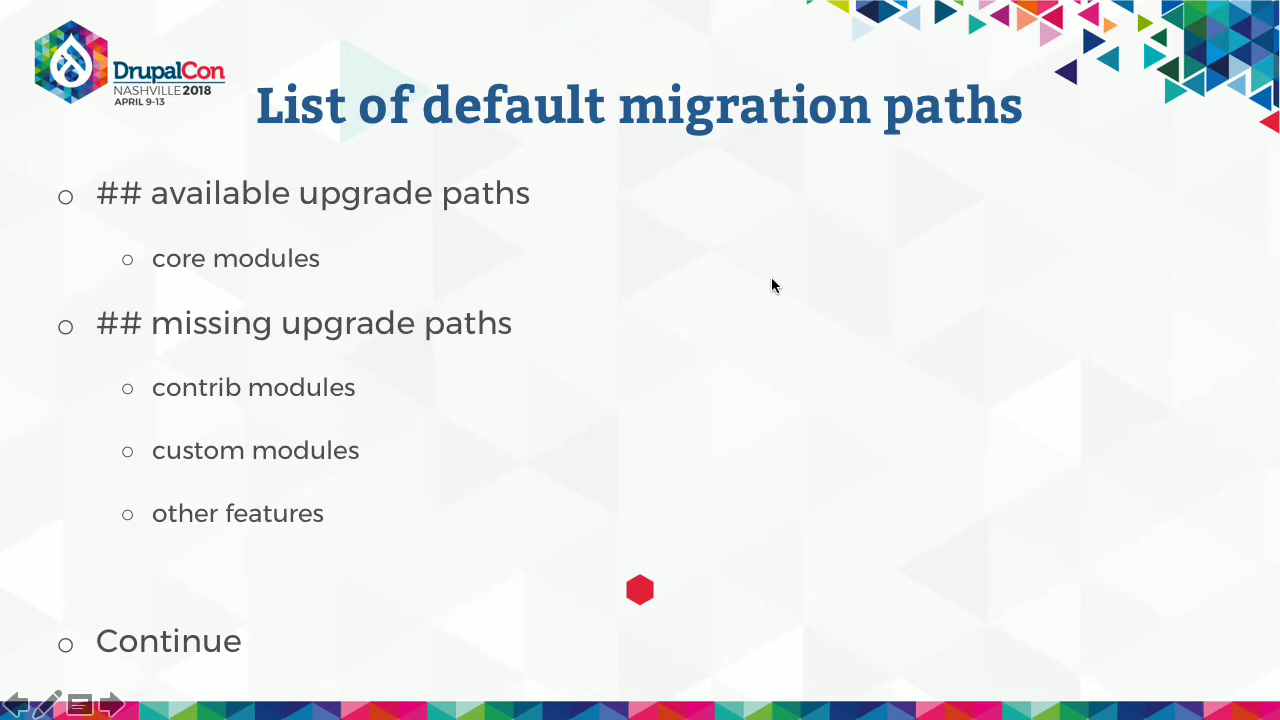 DrupalCon
NASHVILLE 2018
APRIL 9-13
List of default migration paths
## available upgrade paths
core modules
## missing upgrade paths
contrib modules
custom modules
other features
Continue